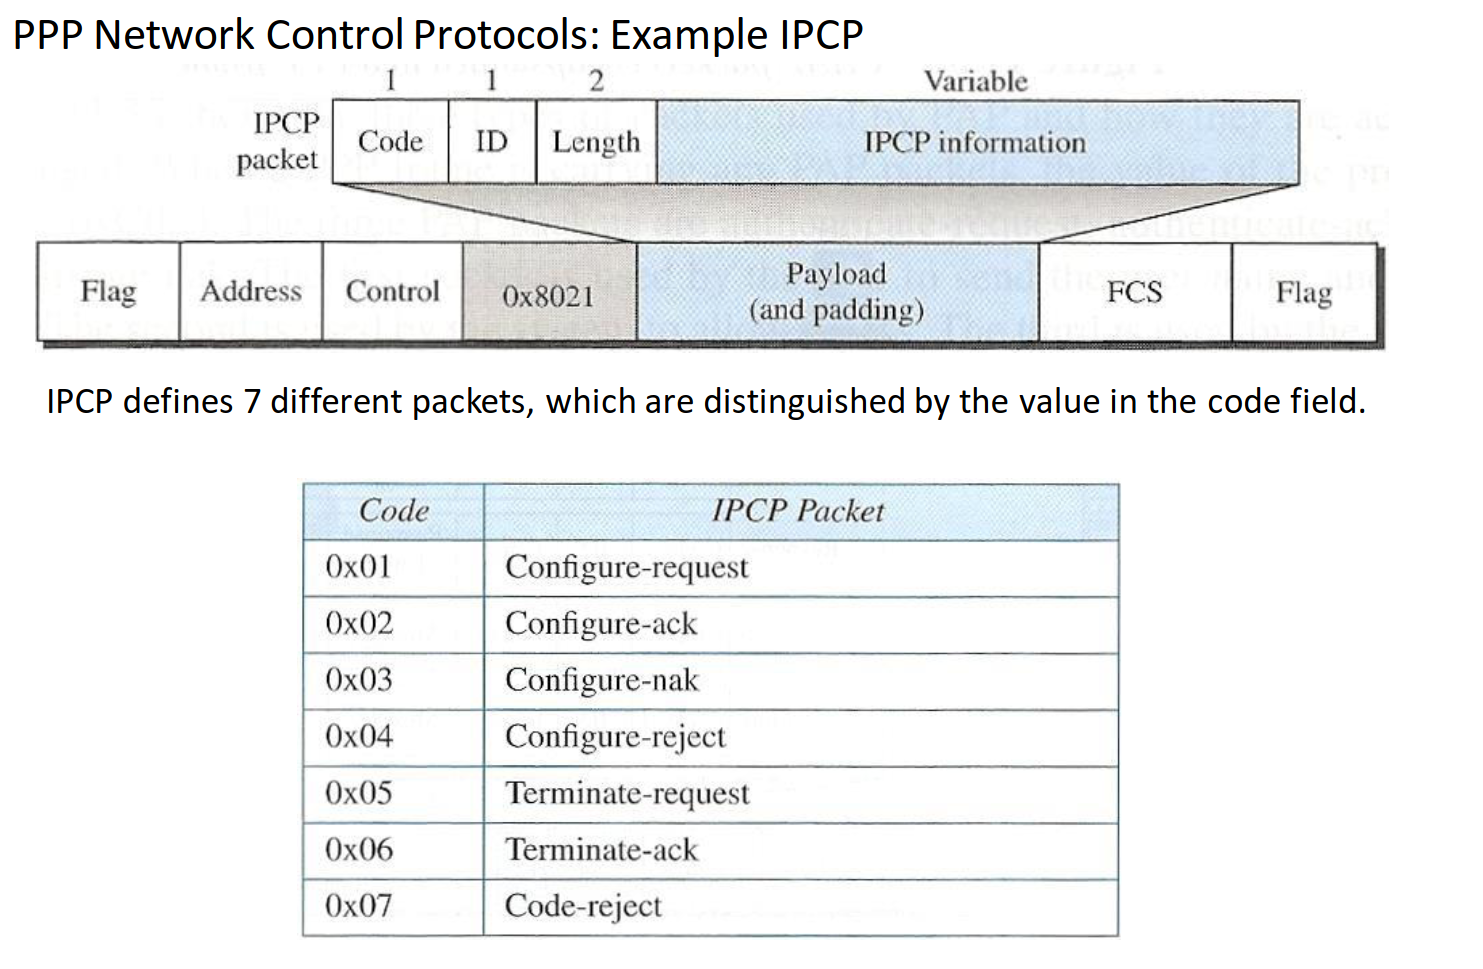 PPP Network Control Protocols: Example IPCP
1 1 2 Variable
IPCP packet Code ID Length IPCP information
Flag Address Control 0x8021 Payload (and padding) FCS Flag
IPCP defines 7 different packets, which are distinguished by the value in the code field.
Code IPCP Packet
0x01 Configure-request
0x02 Configure-ack
0x03 Configure-nak
0x04 Configure-reject
0x05 Terminate-request
0x06 Terminate-ack
0x07 Code-reject